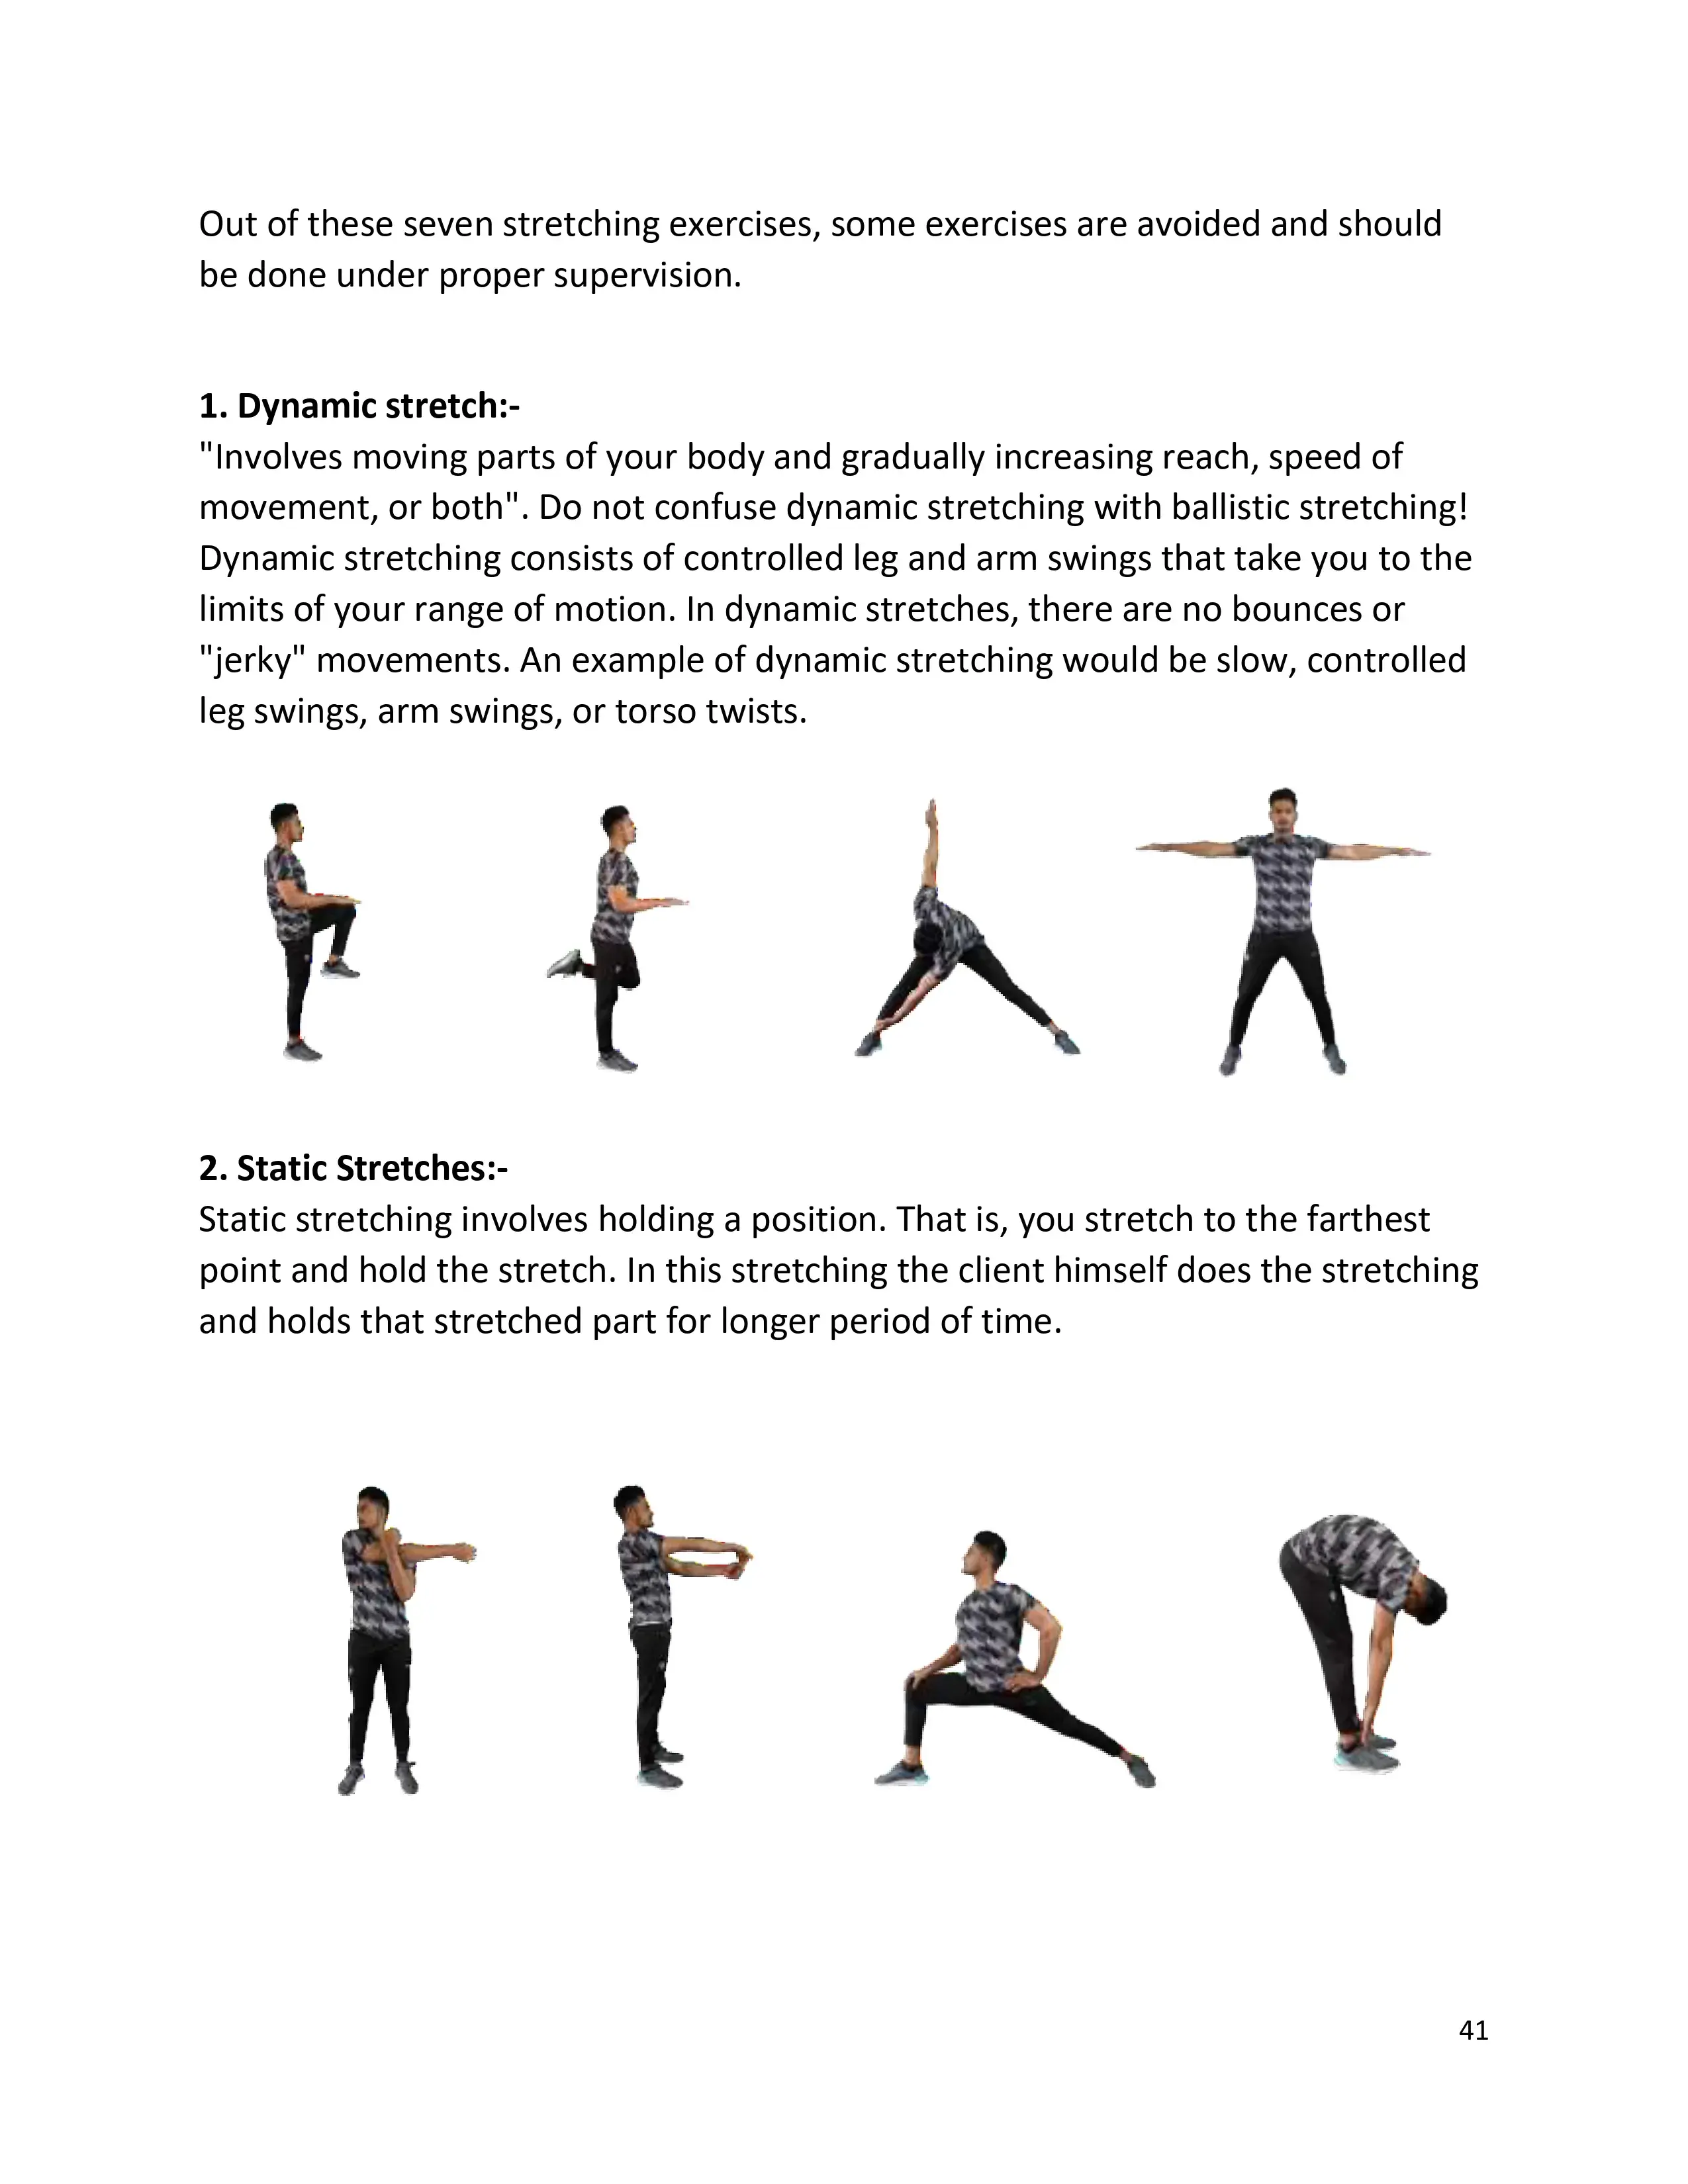 Out of these seven stretching exercises, some exercises are avoided and should
be done under proper supervision.
1. Dynamic stretch:-
"Involves moving parts of your body and gradually increasing reach, speed of
movement, or both". Do not confuse dynamic stretching with ballistic stretching!
Dynamic stretching consists of controlled leg and arm swings that take you to the
limits of your range of motion. In dynamic stretches, there are no bounces or
"jerky" movements. An example of dynamic stretching would be slow, controlled
leg swings, arm swings, or torso twists.
2. Static Stretches:-
Static stretching involves holding a position. That is, you stretch to the farthest
point and hold the stretch. In this stretching the client himself does the stretching
and holds that stretched part for longer period of time.
41